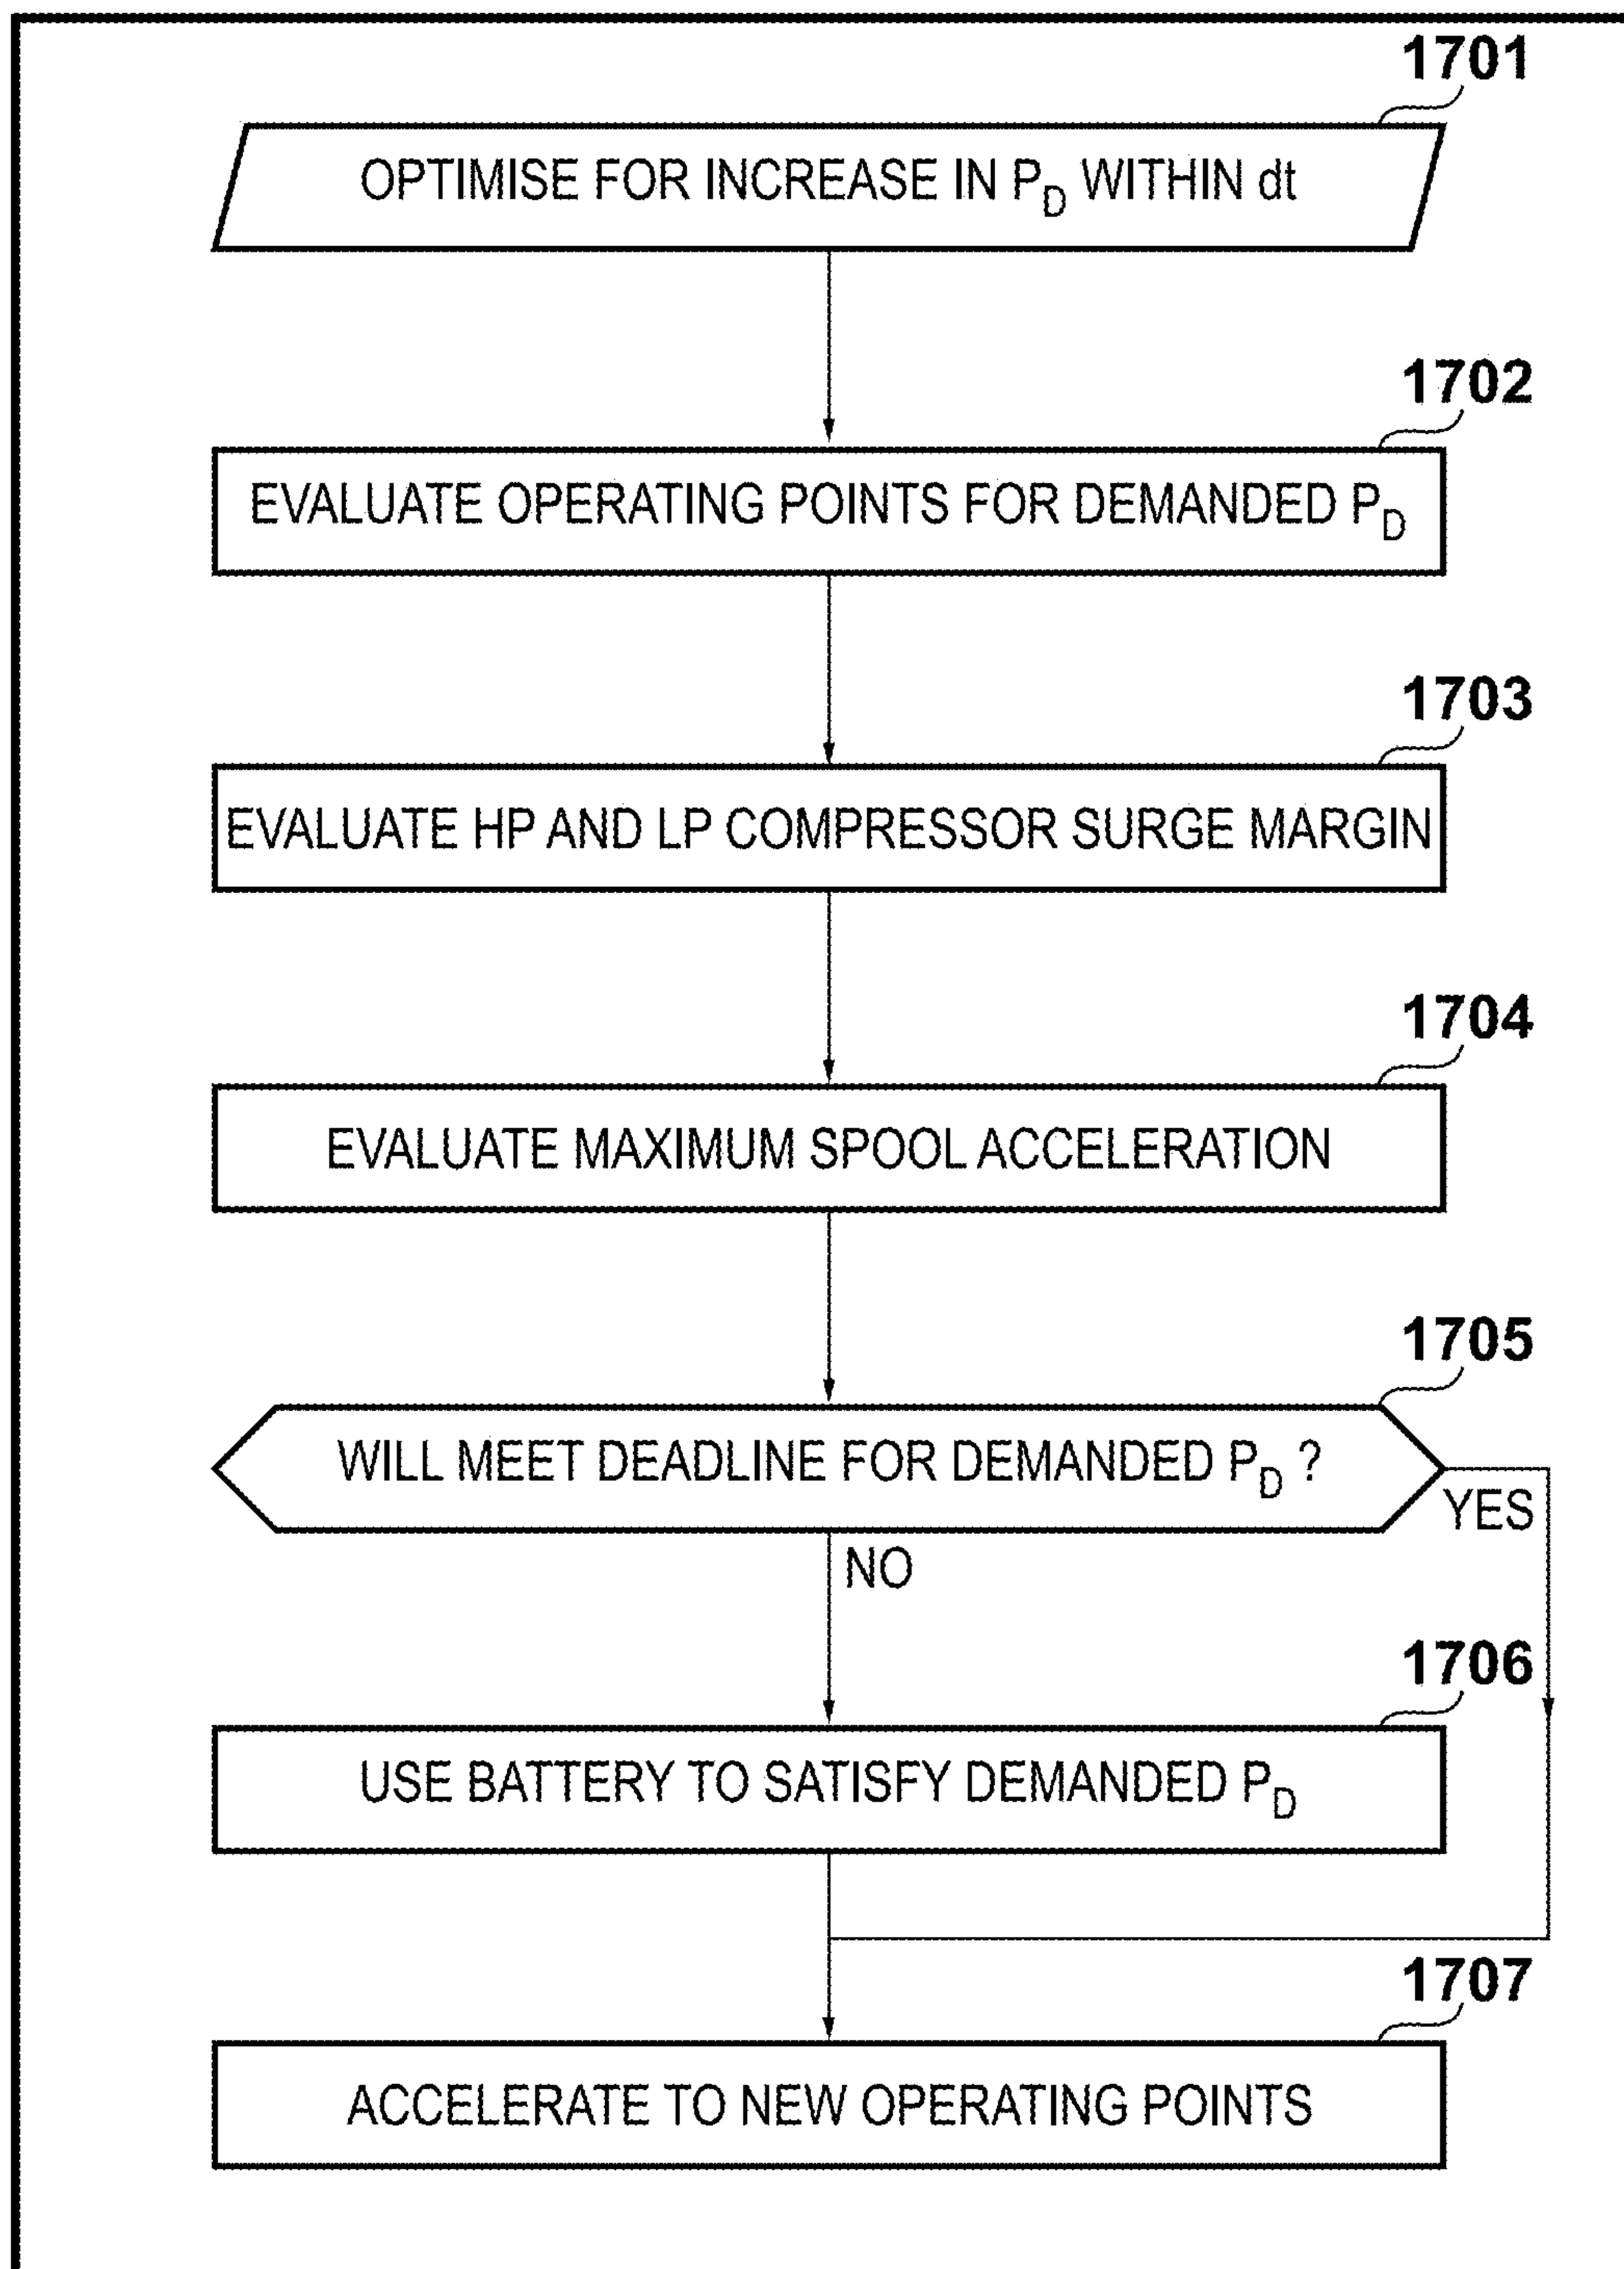 1701
OPTIMISE FOR INCREASE IN P_D WITHIN dt
1702
EVALUATE OPERATING POINTS FOR DEMANDED P_D
1703
EVALUATE HP AND LP COMPRESSOR SURGE MARGIN
1704
EVALUATE MAXIMUM SPOOL ACCELERATION
1705
WILL MEET DEADLINE FOR DEMANDED P_D ?
YES
NO
1706
USE BATTERY TO SATISFY DEMANDED P_D
1707
ACCELERATE TO NEW OPERATING POINTS